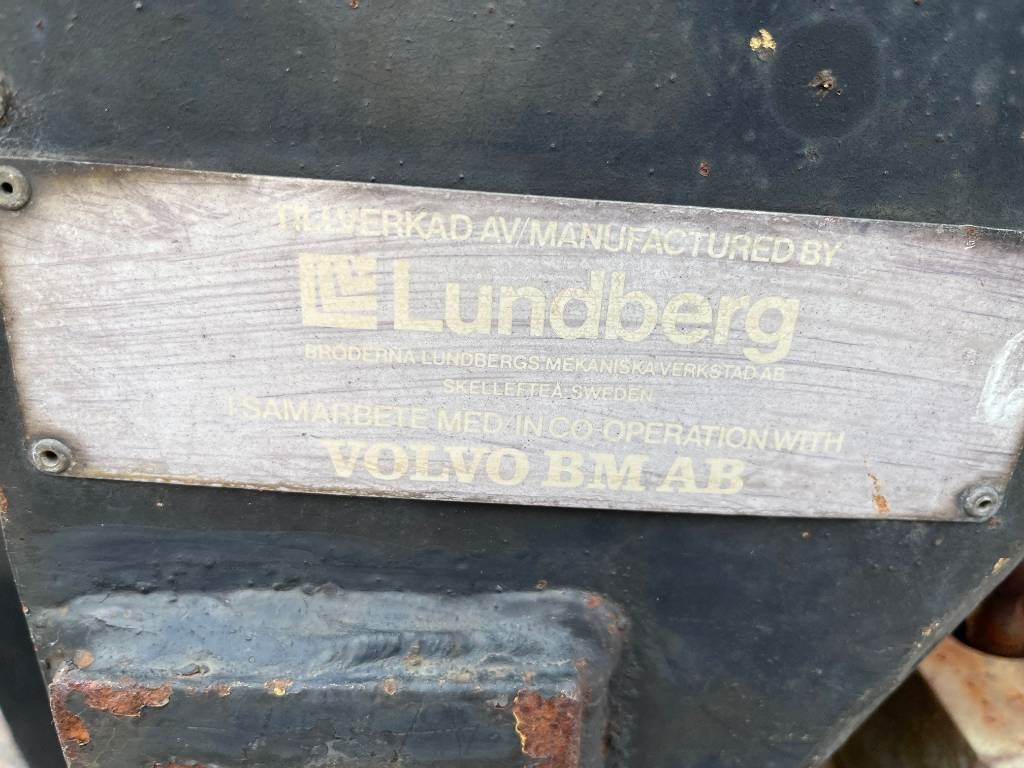 TILLVERKAD AV/MANUFACTURED BY
Lundberg
BRÖDERNA LUNDBERGS MEKANISKA VERKSTAD AB
SKELLEFTEÅ, SWEDEN
I SAMARBETE MED/IN CO-OPERATION WITH
VOLVO BM AB